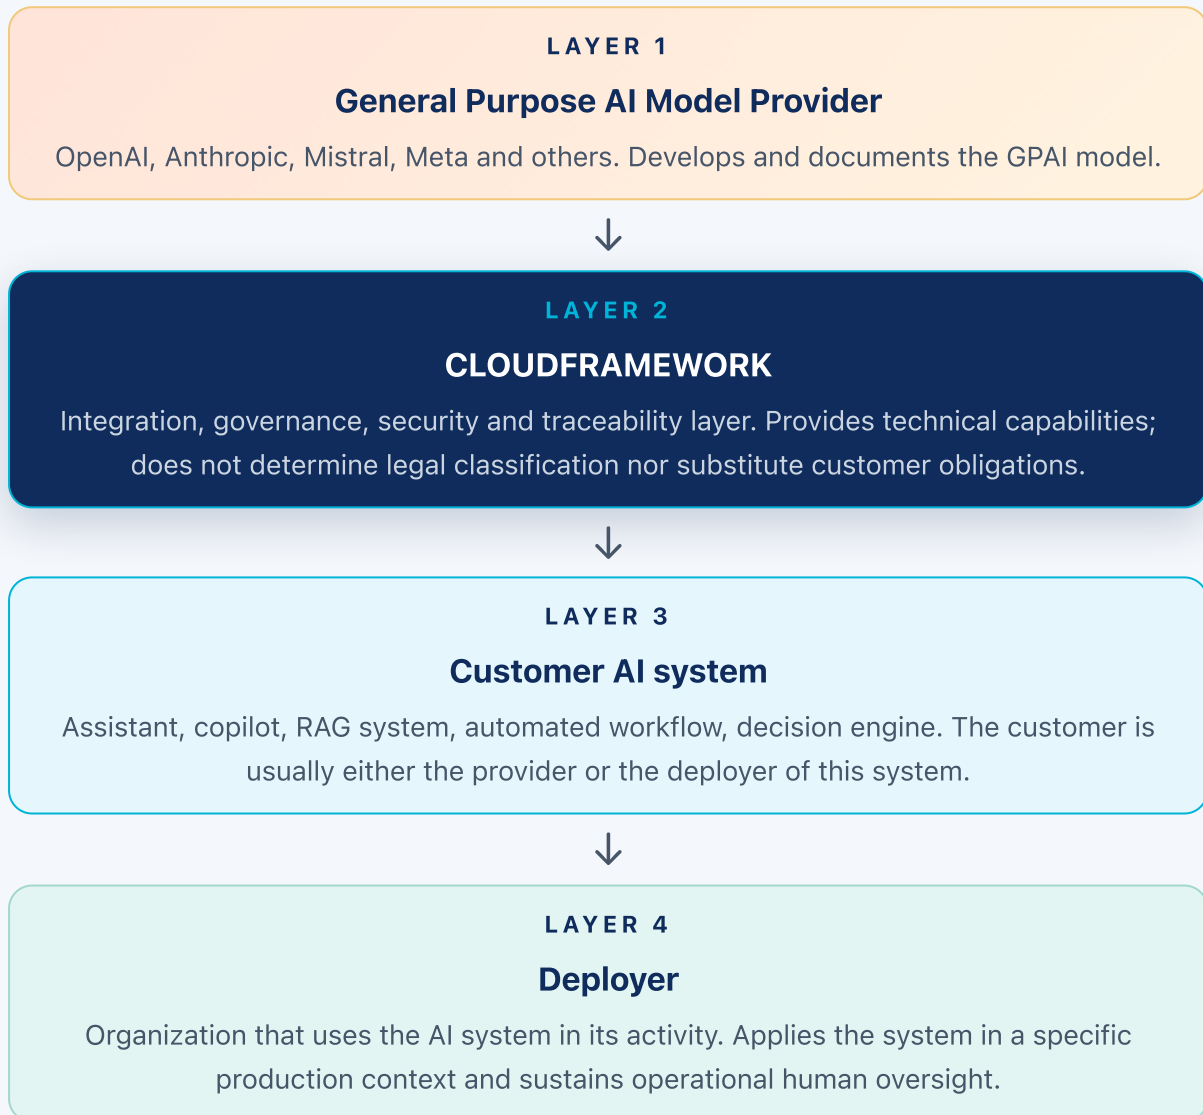 LAYER 1
General Purpose AI Model Provider
OpenAI, Anthropic, Mistral, Meta and others. Develops and documents the GPAI model.
LAYER 2
CLOUDFRAMEWORK
Integration, governance, security and traceability layer. Provides technical capabilities;
does not determine legal classification nor substitute customer obligations.
LAYER 3
Customer AI system
Assistant, copilot, RAG system, automated workflow, decision engine. The customer is
usually either the provider or the deployer of this system.
LAYER 4
Deployer
Organization that uses the AI system in its activity. Applies the system in a specific
production context and sustains operational human oversight.